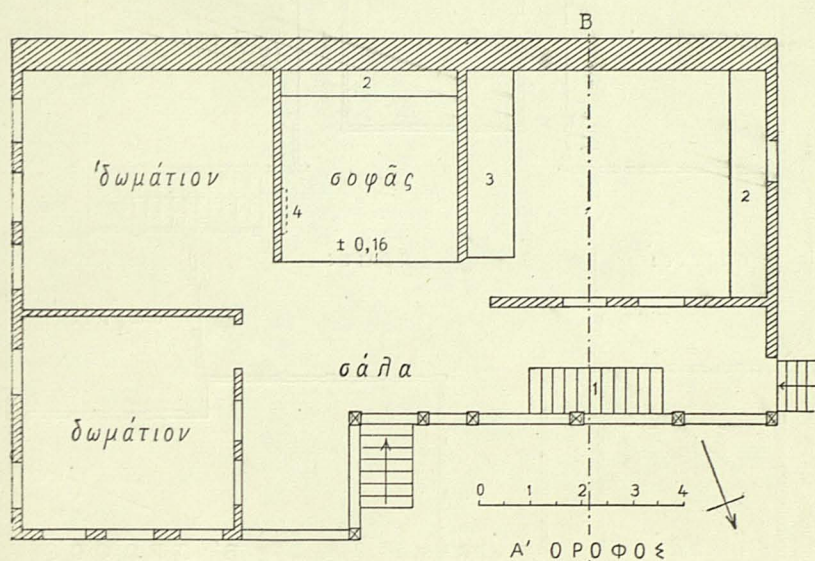 B
2
'δωμάτιον
σοφᾶς
3
2
4
± 0,16
σάλα
1
δωμάτιον
0 1 2 3 4
Α' ΟΡΟΦΟΣ